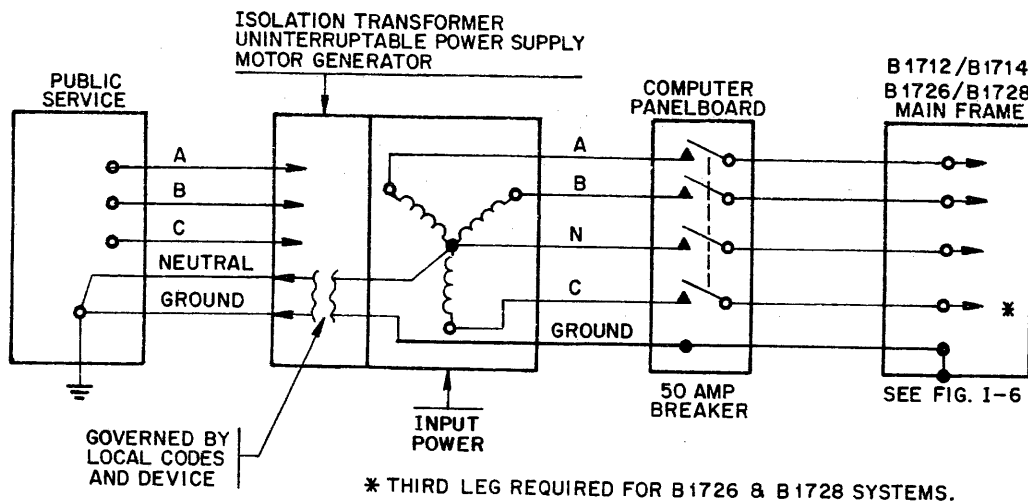 ISOLATION TRANSFORMER
UNINTERRUPTABLE POWER SUPPLY
MOTOR GENERATOR
PUBLIC
SERVICE
COMPUTER
PANELBOARD
B1712/B1714
B1726/B1728
MAIN FRAME
A
B
C
NEUTRAL
GROUND
A
B
N
C
GROUND
*
50 AMP
BREAKER
SEE FIG. I-6
INPUT
POWER
GOVERNED BY
LOCAL CODES
AND DEVICE
* THIRD LEG REQUIRED FOR B1726 & B1728 SYSTEMS.